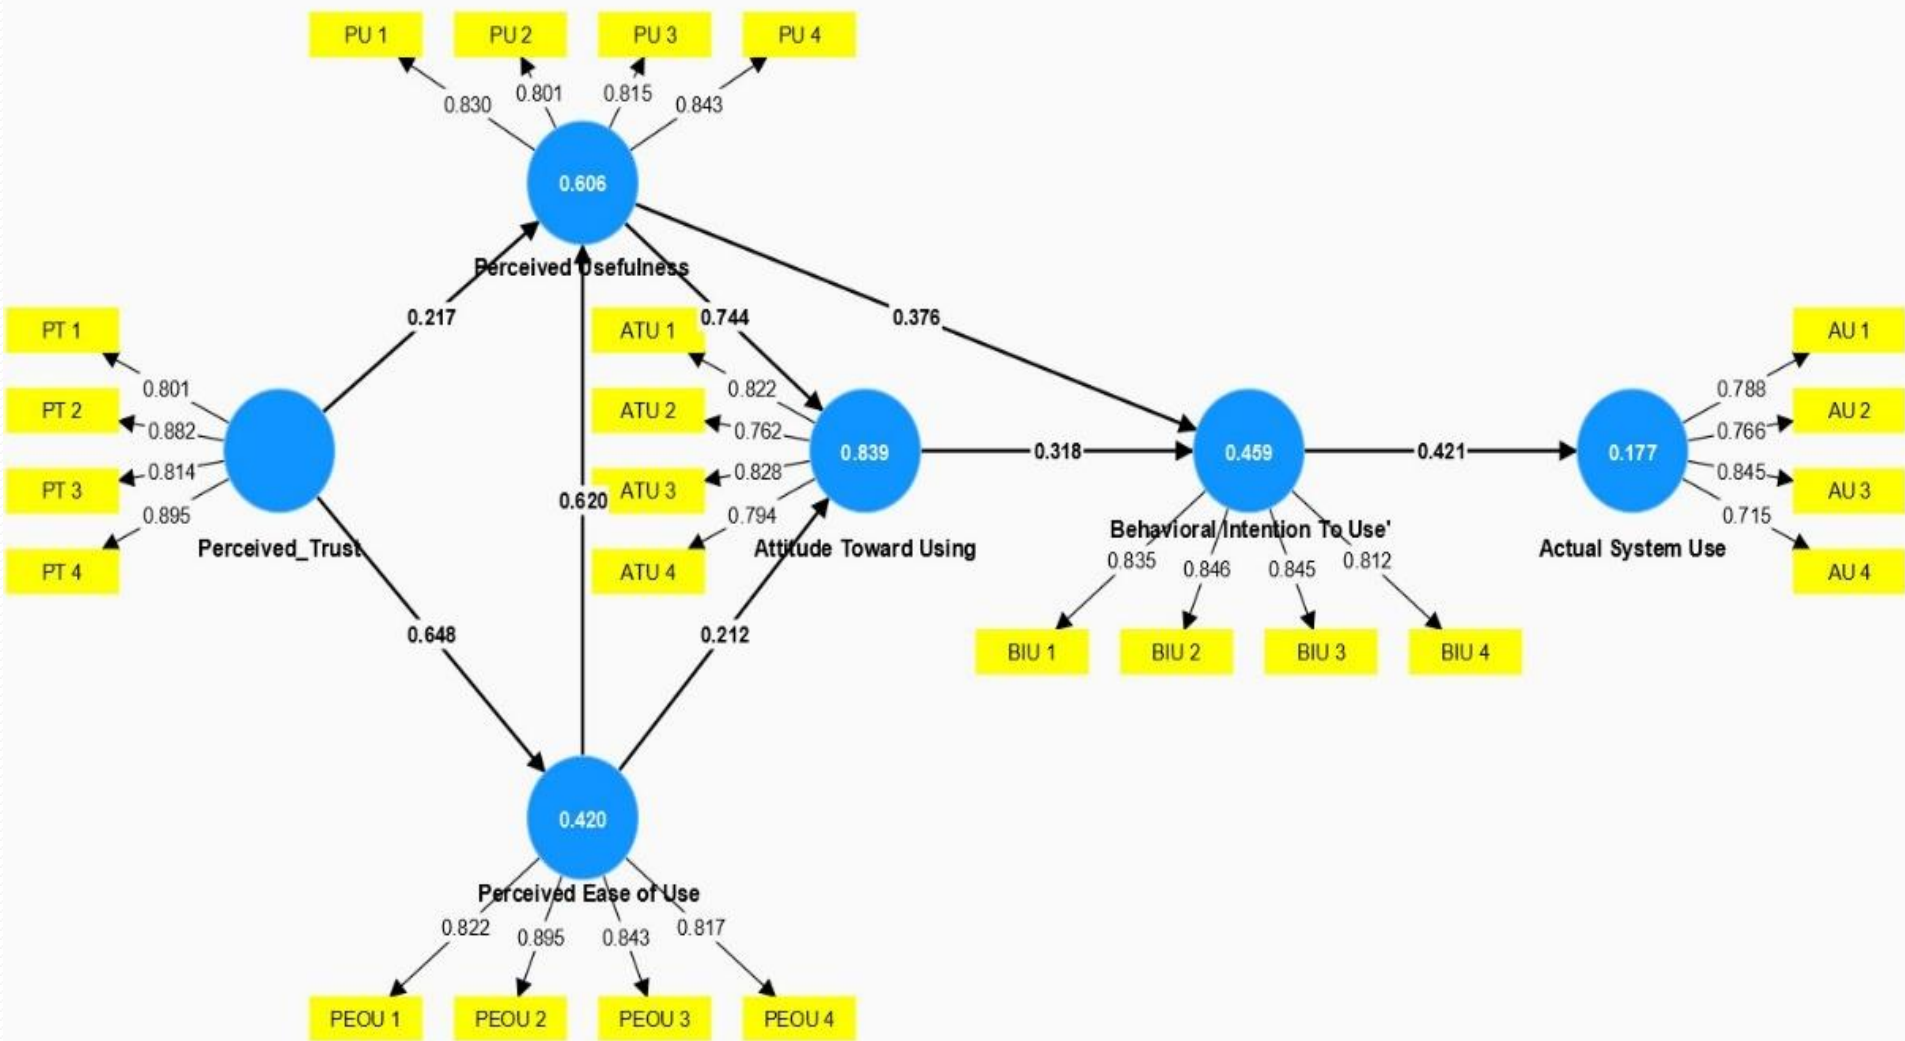 PU 1
PU 2
PU 3
PU 4
0.830
0.801
0.815
0.843
0.606
Perceived Usefulness
0.217
0.744
0.376
PT 1
PT 2
PT 3
PT 4
0.801
0.882
0.814
0.895
Perceived_Trust
ATU 1
ATU 2
ATU 3
ATU 4
0.822
0.762
0.828
0.794
0.839
Attitude Toward Using
0.620
0.318
0.459
Behavioral Intention To Use'
0.835
0.846
0.845
0.812
BIU 1
BIU 2
BIU 3
BIU 4
0.421
0.177
Actual System Use
0.788
0.766
0.845
0.715
AU 1
AU 2
AU 3
AU 4
0.648
0.212
0.420
Perceived Ease of Use
0.822
0.895
0.843
0.817
PEOU 1
PEOU 2
PEOU 3
PEOU 4